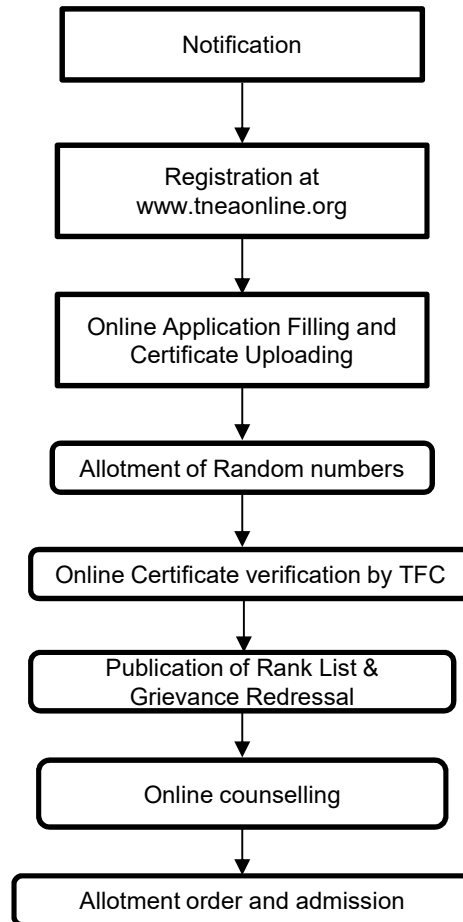 Notification
Registration at
www.tneaonline.org
Online Application Filling and
Certificate Uploading
Allotment of Random numbers
Online Certificate verification by TFC
Publication of Rank List &
Grievance Redressal
Online counselling
Allotment order and admission